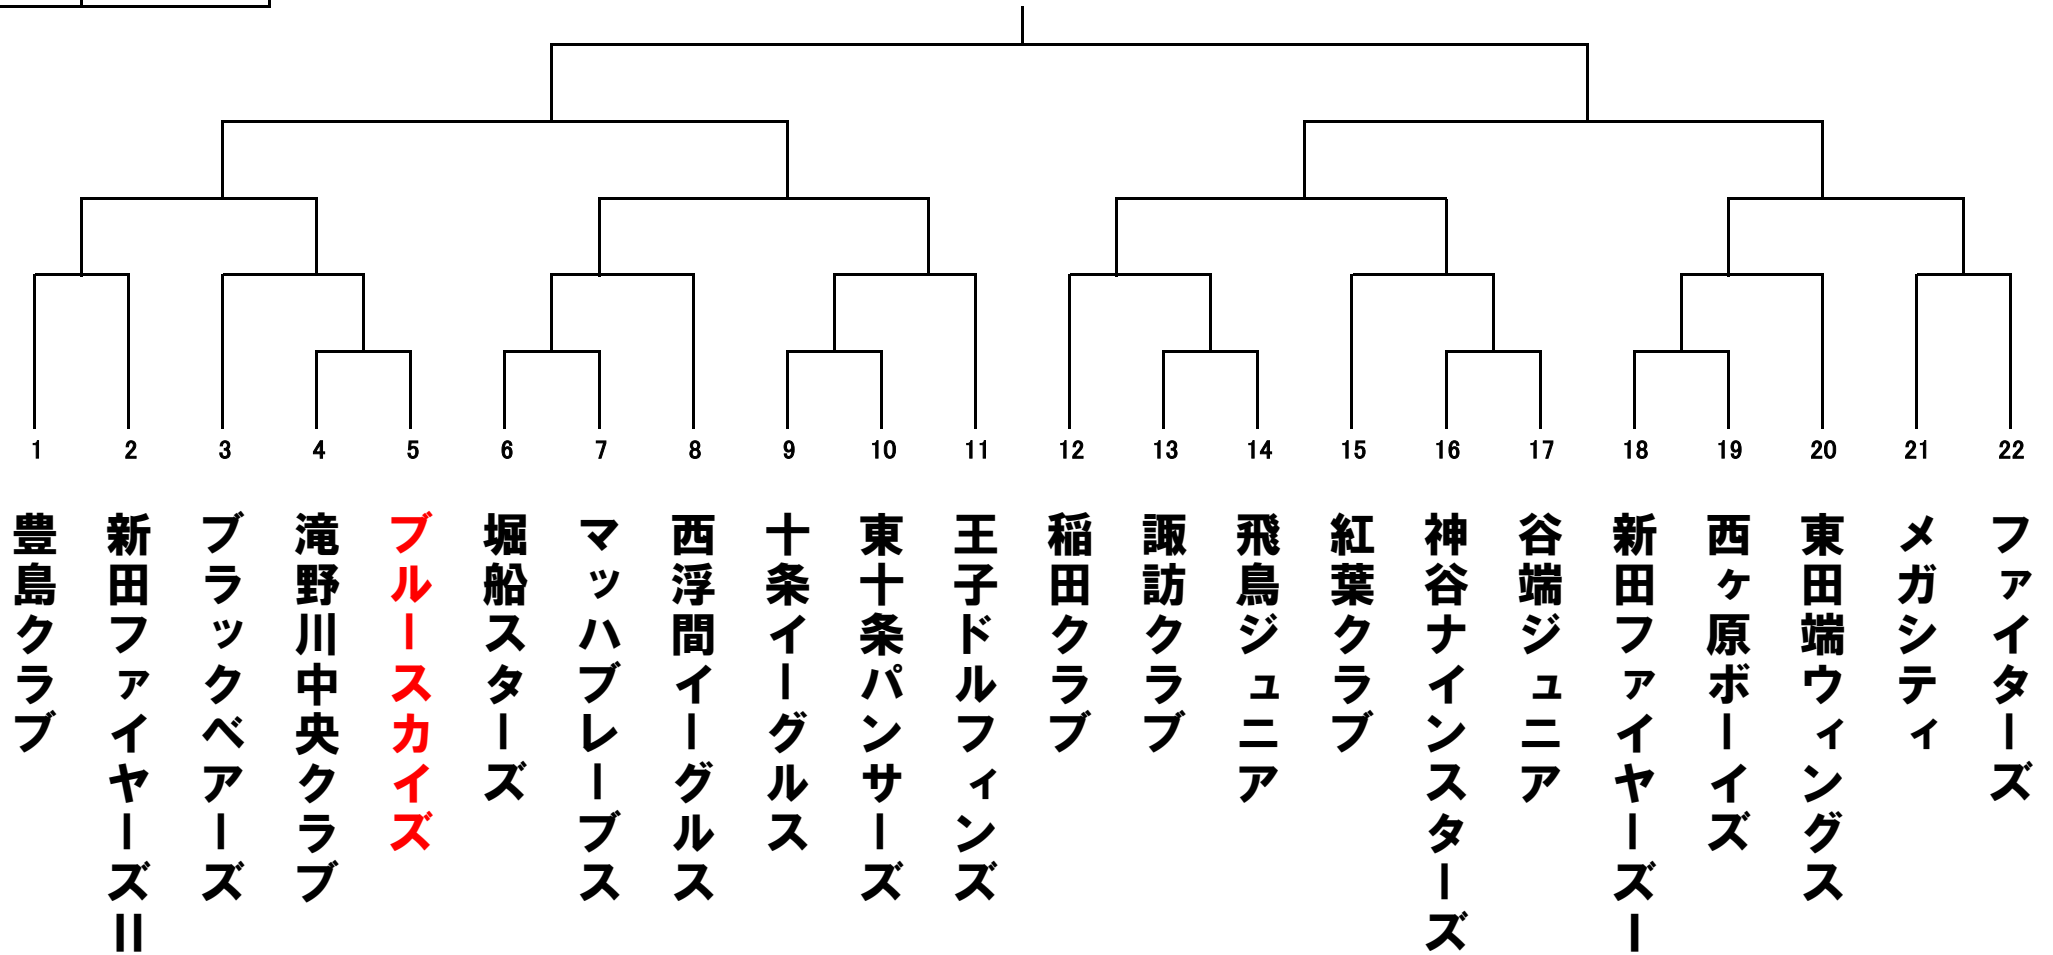 1
2
3
4
5
6
7
8
9
10
11
12
13
14
15
16
17
18
19
20
21
22
豊島クラブ
新田ファイヤーズⅡ
ブラックベアーズ
滝野川中央クラブ
ブルースカイズ
堀船スターズ
マッハブレーブス
西浮間イーグルス
十条イーグルス
東十条パンサーズ
王子ドルフィンズ
稲田クラブ
諏訪クラブ
飛鳥ジュニア
紅葉クラブ
神谷ナインスターズ
谷端ジュニア
新田ファイヤーズⅠ
西ヶ原ボーイズ
東田端ウィングス
メガシティ
ファイターズ